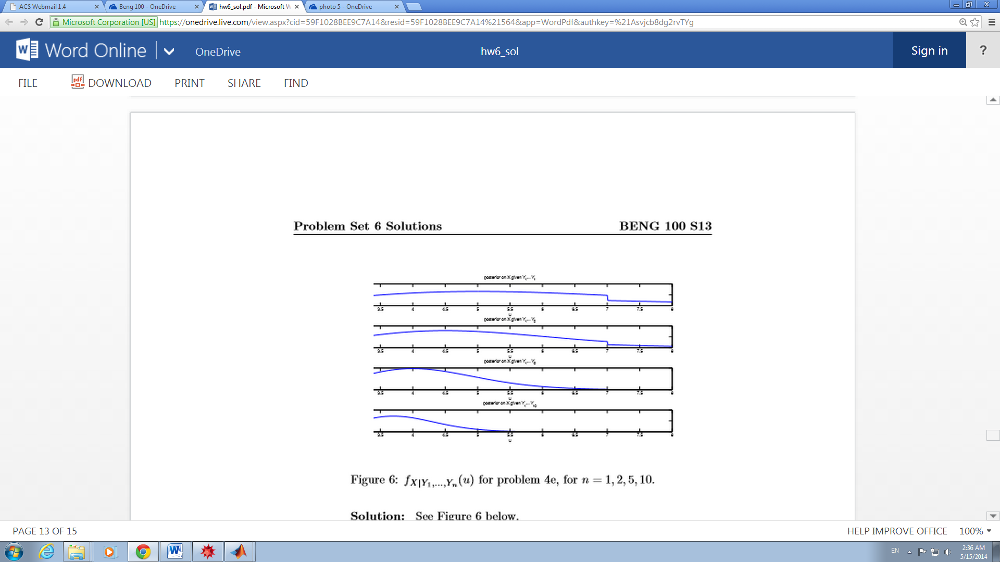 ACS Webmail 1.4
Beng 100 - OneDrive
hw6_sol.pdf - Microsoft W
photo 5 - OneDrive
Microsoft Corporation [US] https://onedrive.live.com/view.aspx?cid=59F1028BEE9C7A14&resid=59F1028BEE9C7A14%21564&app=WordPdf&authkey=%21Asvjcb8dg2rvTYg
Word Online OneDrive hw6_sol Sign in ?
FILE DOWNLOAD PRINT SHARE FIND
Problem Set 6 Solutions BENG 100 S13
posterior on X given Y₁,...Y₁
3.5 4 4.5 5 5.5 6 6.5 7 7.5 8
u
posterior on X given Y₁,...Y₂
3.5 4 4.5 5 5.5 6 6.5 7 7.5 8
u
posterior on X given Y₁,...Y₅
3.5 4 4.5 5 5.5 6 6.5 7 7.5 8
u
posterior on X given Y₁,...Y₁₀
3.5 4 4.5 5 5.5 6 6.5 7 7.5 8
u
Figure 6: f_{X|Y₁,...,Yₙ}(u) for problem 4e, for n = 1, 2, 5, 10.
Solution: See Figure 6 below.
PAGE 13 OF 15 HELP IMPROVE OFFICE 100%
EN 2:36 AM
5/15/2014